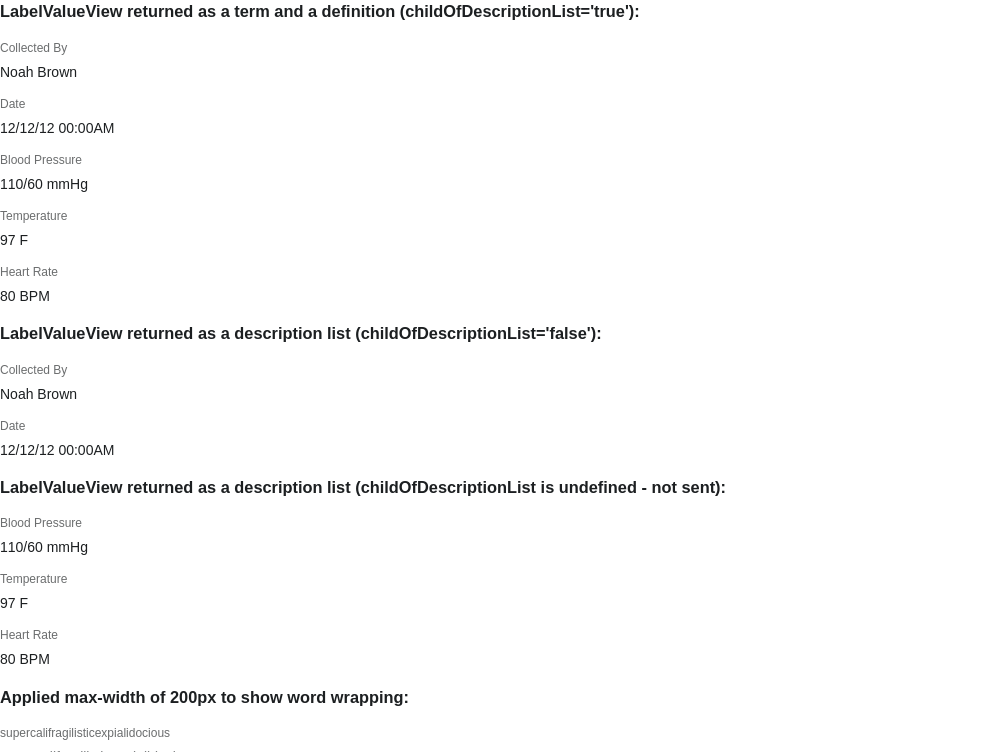 LabelValueView returned as a term and a definition (childOfDescriptionList='true'):
Collected By
Noah Brown
Date
12/12/12 00:00AM
Blood Pressure
110/60 mmHg
Temperature
97 F
Heart Rate
80 BPM
LabelValueView returned as a description list (childOfDescriptionList='false'):
Collected By
Noah Brown
Date
12/12/12 00:00AM
LabelValueView returned as a description list (childOfDescriptionList is undefined - not sent):
Blood Pressure
110/60 mmHg
Temperature
97 F
Heart Rate
80 BPM
Applied max-width of 200px to show word wrapping:
supercalifragilisticexpialidocious